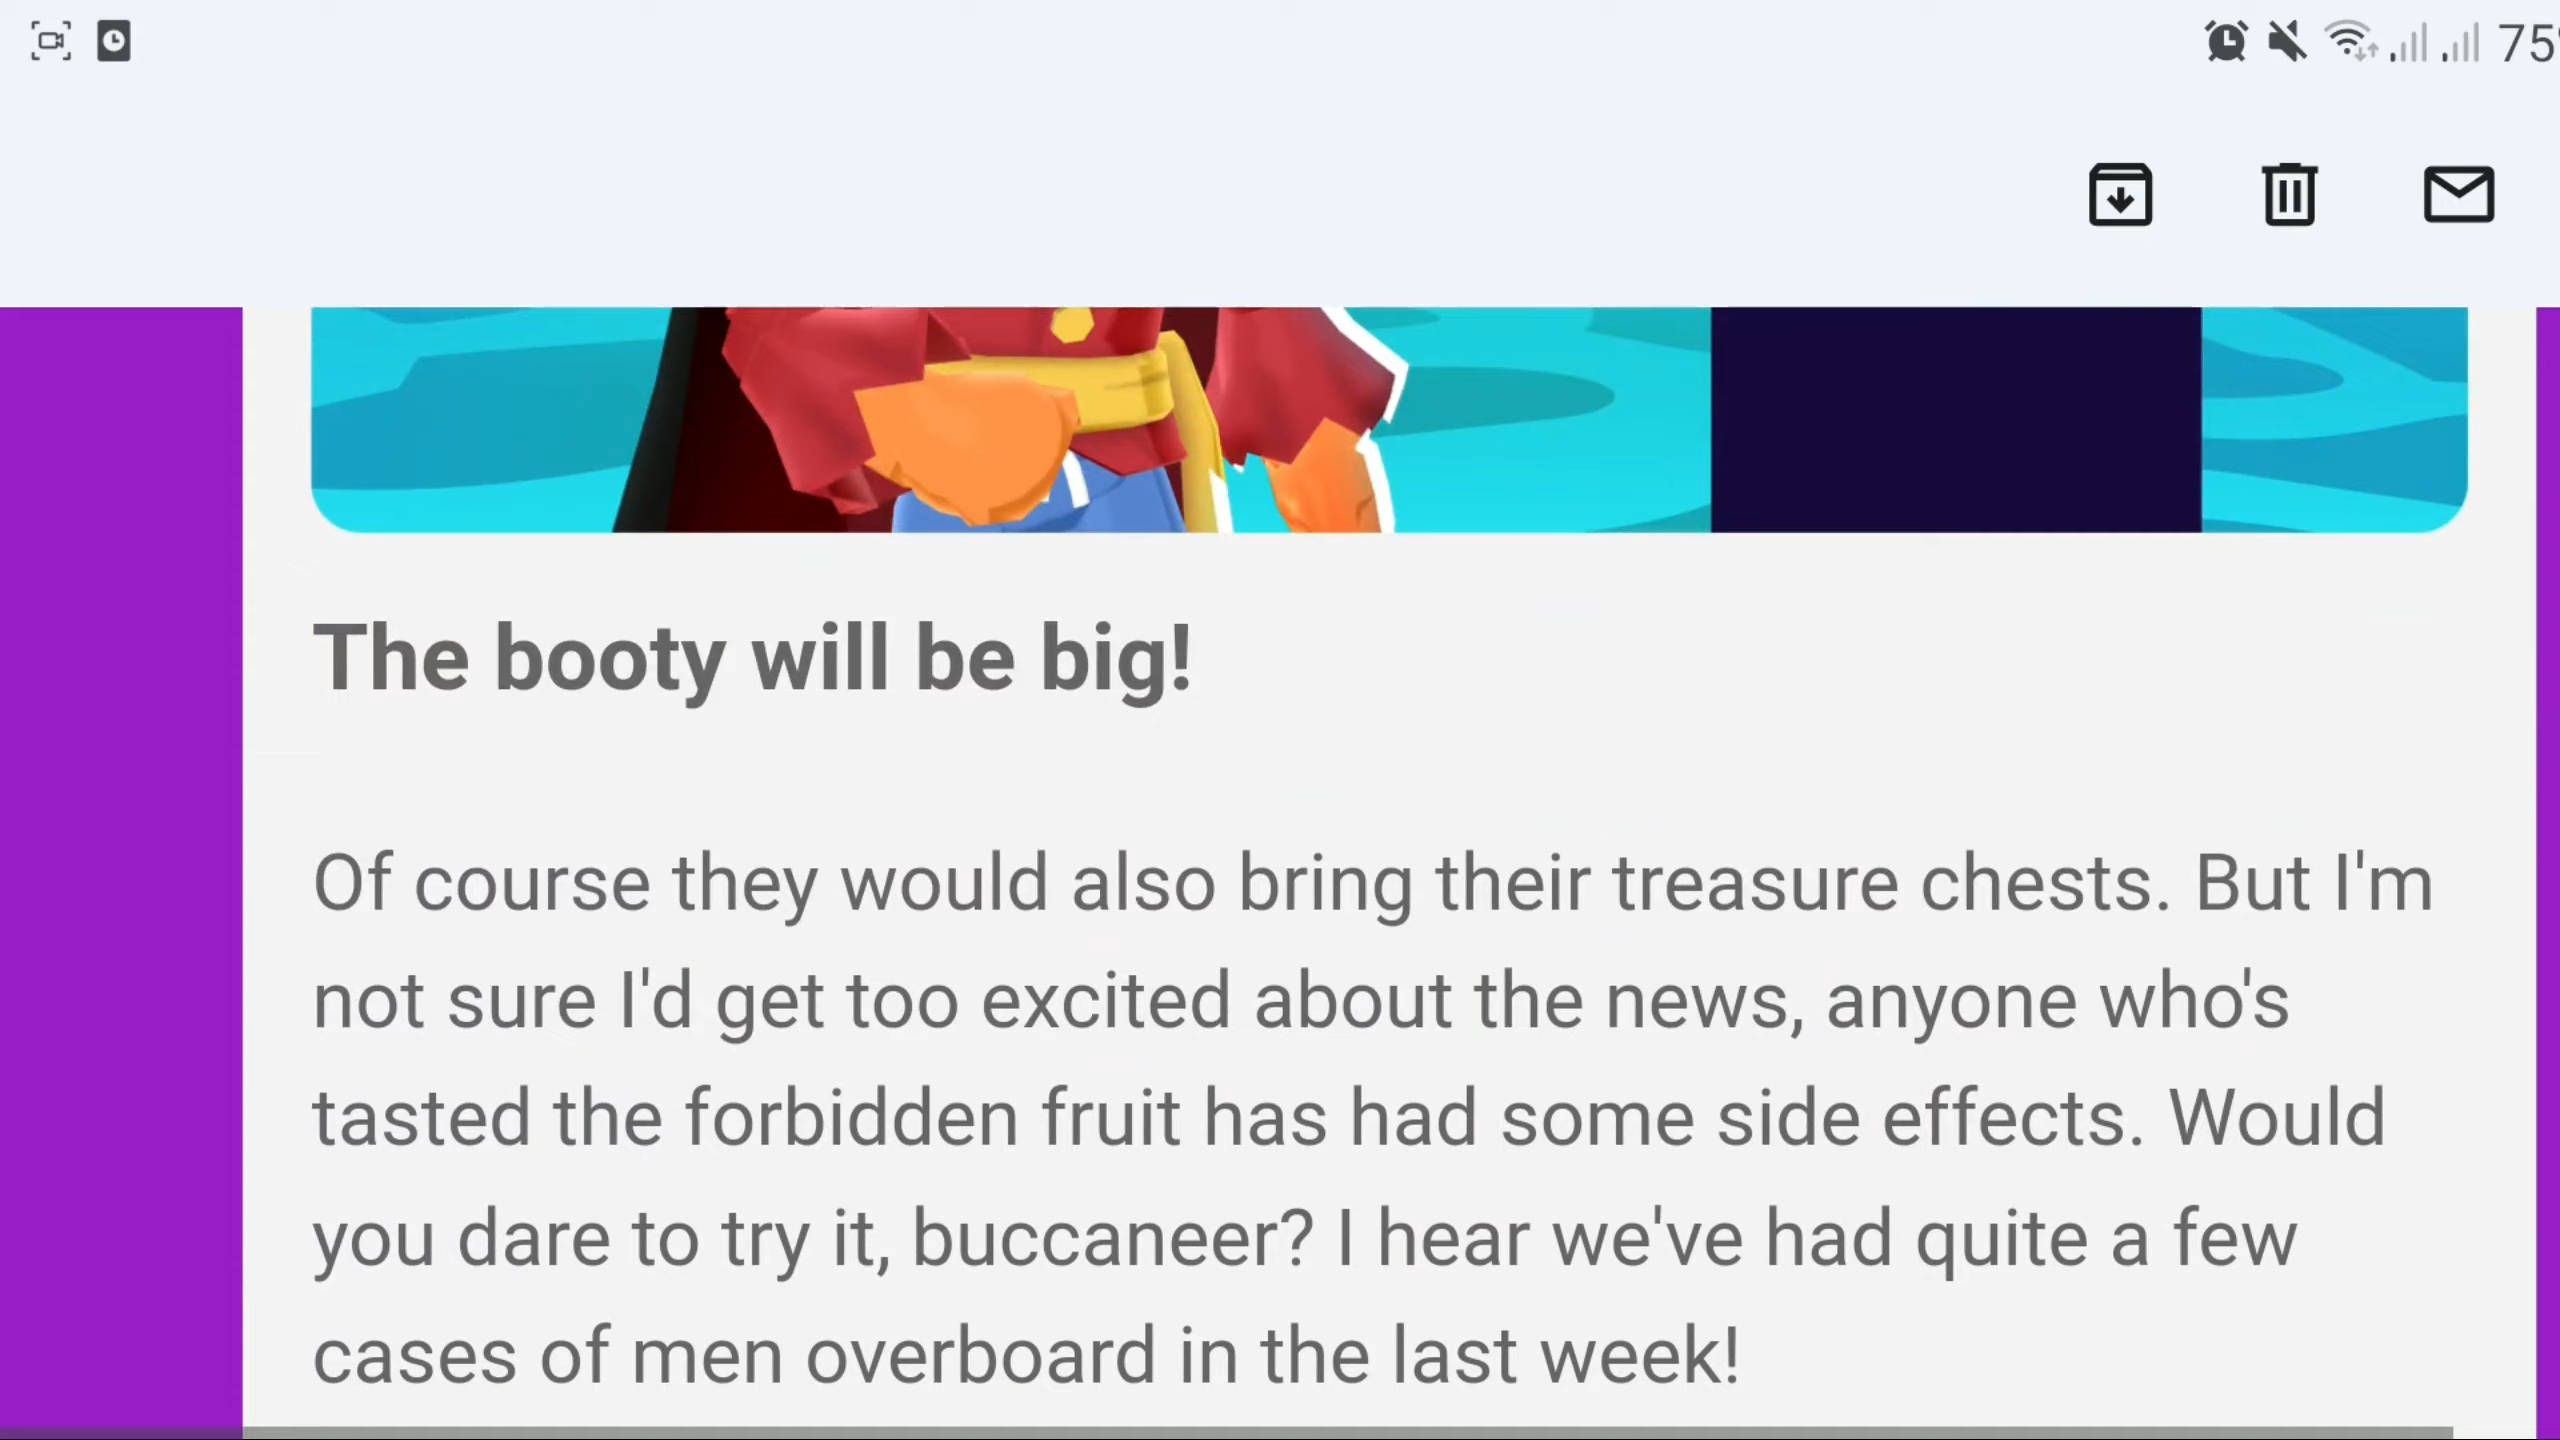 75
The booty will be big!
Of course they would also bring their treasure chests. But I'm
not sure I'd get too excited about the news, anyone who's
tasted the forbidden fruit has had some side effects. Would
you dare to try it, buccaneer? I hear we've had quite a few
cases of men overboard in the last week!